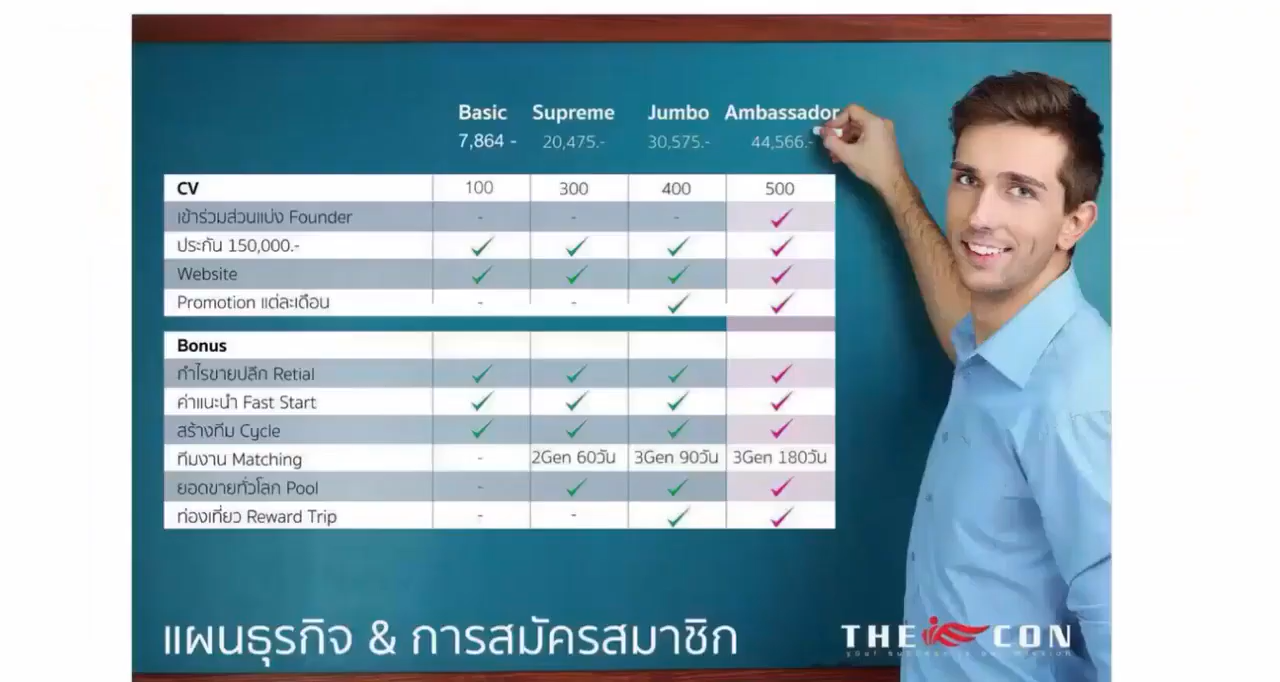 Basic Supreme Jumbo Ambassador
7,864 - 20,475.- 30,575.- 44,566.-
CV 100 300 400 500
เข้าร่วมส่วนแบ่ง Founder - - - ✓
ประกัน 150,000.- ✓ ✓ ✓ ✓
Website ✓ ✓ ✓ ✓
Promotion แต่ละเดือน - - ✓ ✓
Bonus
กำไรขายปลีก Retial ✓ ✓ ✓ ✓
ค่าแนะนำ Fast Start ✓ ✓ ✓ ✓
สร้างทีม Cycle ✓ ✓ ✓ ✓
ทีมงาน Matching - 2Gen 60วัน 3Gen 90วัน 3Gen 180วัน
ยอดขายทั่วโลก Pool - ✓ ✓ ✓
ท่องเที่ยว Reward Trip - - ✓ ✓
แผนธุรกิจ & การสมัครสมาชิก
THE CON